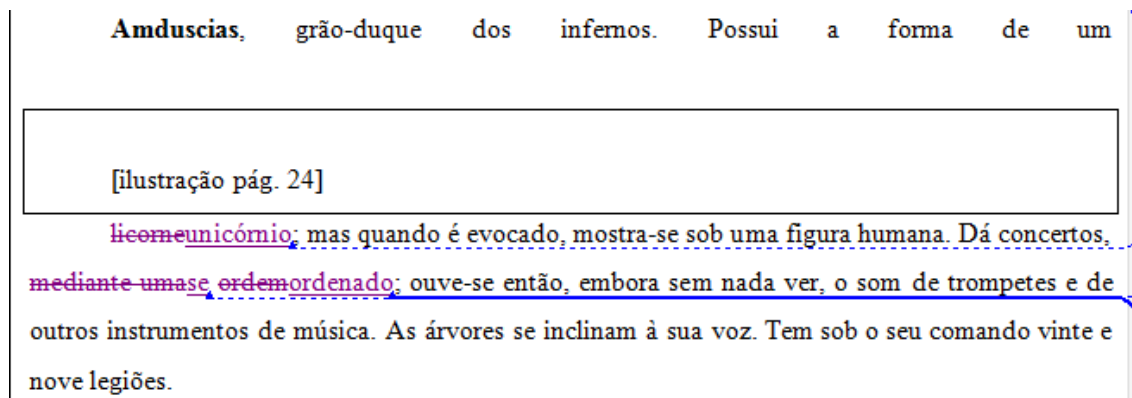 Amduscias, grão-duque dos infernos. Possui a forma de um
[ilustração pág. 24]
licorneunicórnio; mas quando é evocado, mostra-se sob uma figura humana. Dá concertos,
mediante umase ordemordenado; ouve-se então, embora sem nada ver, o som de trompetes e de
outros instrumentos de música. As árvores se inclinam à sua voz. Tem sob o seu comando vinte e
nove legiões.